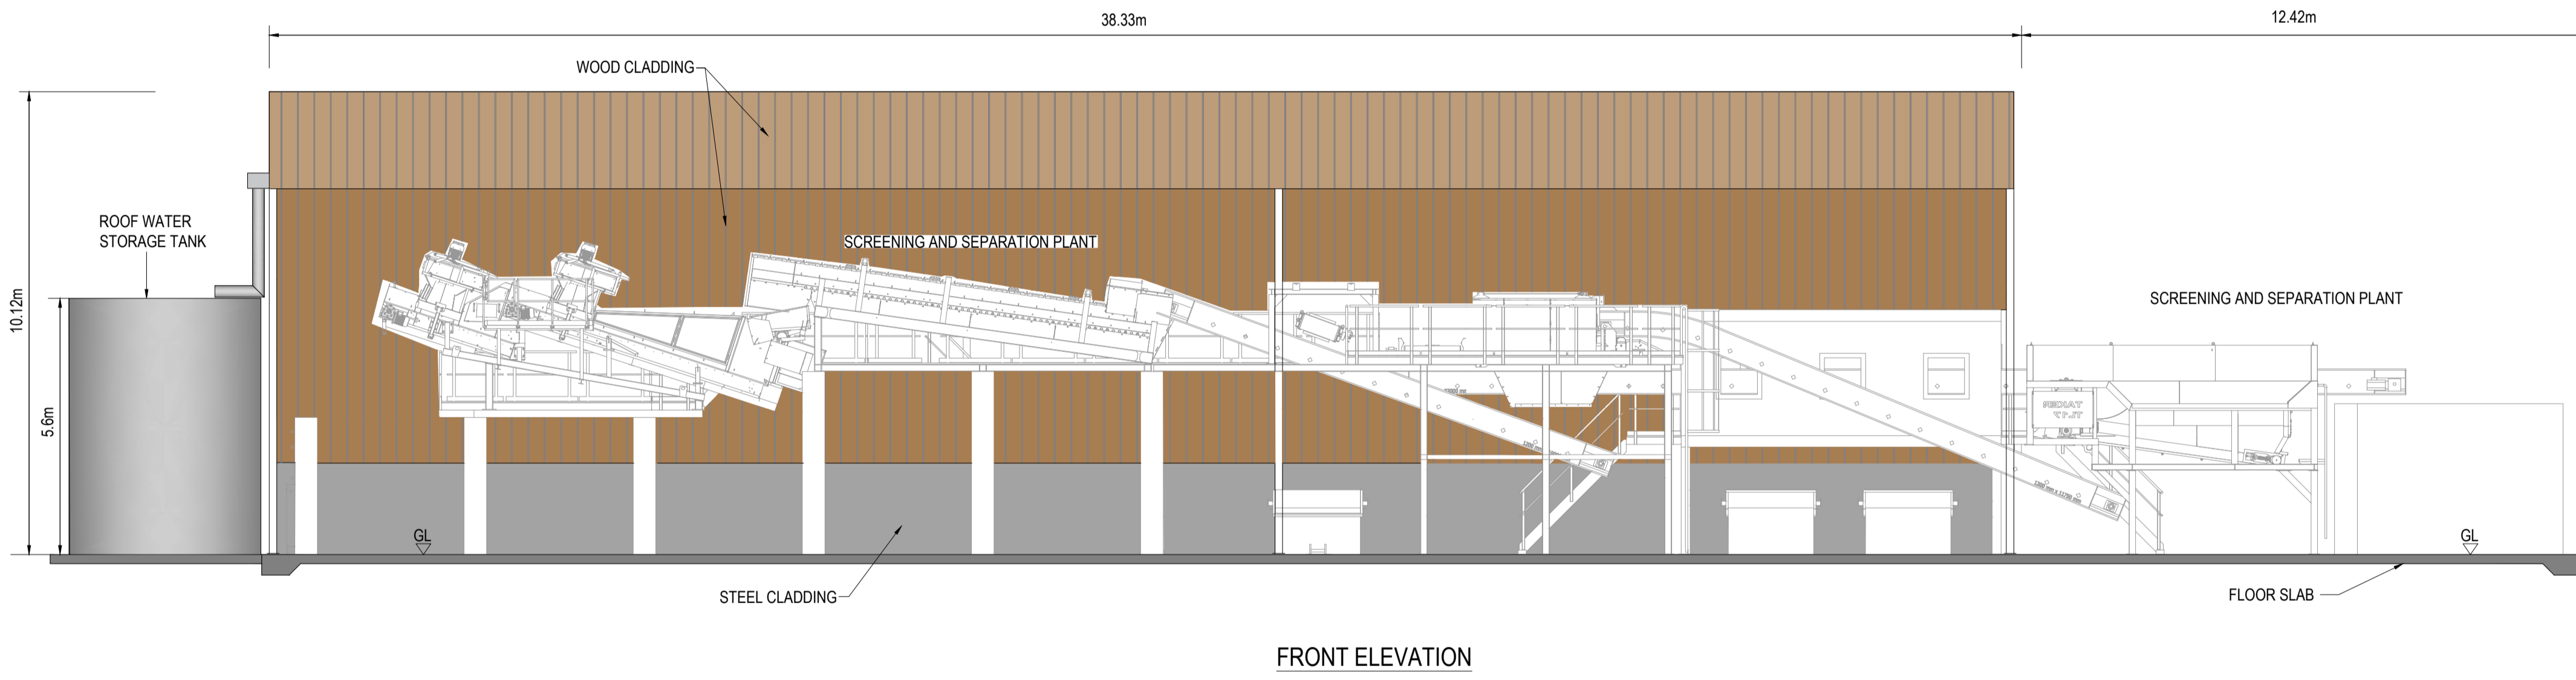 38.33m
12.42m
WOOD CLADDING
ROOF WATER
STORAGE TANK
SCREENING AND SEPARATION PLANT
10.12m
SCREENING AND SEPARATION PLANT
5.6m
GL
GL
STEEL CLADDING
FLOOR SLAB
FRONT ELEVATION